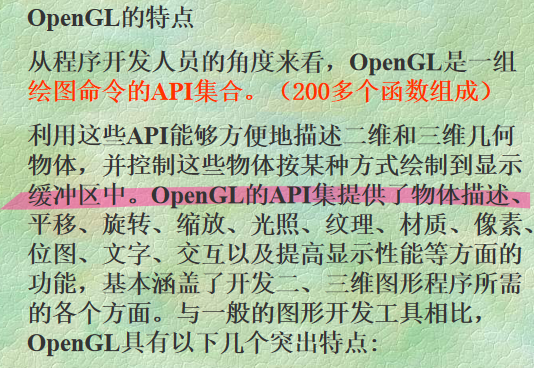 OpenGL的特点
从程序开发人员的角度来看，OpenGL是一组
绘图命令的API集合。（200多个函数组成）
利用这些API能够方便地描述二维和三维几何
物体，并控制这些物体按某种方式绘制到显示
缓冲区中。OpenGL的API集提供了物体描述、
平移、旋转、缩放、光照、纹理、材质、像素、
位图、文字、交互以及提高显示性能等方面的
功能，基本涵盖了开发二、三维图形程序所需
的各个方面。与一般的图形开发工具相比，
OpenGL具有以下几个突出特点: